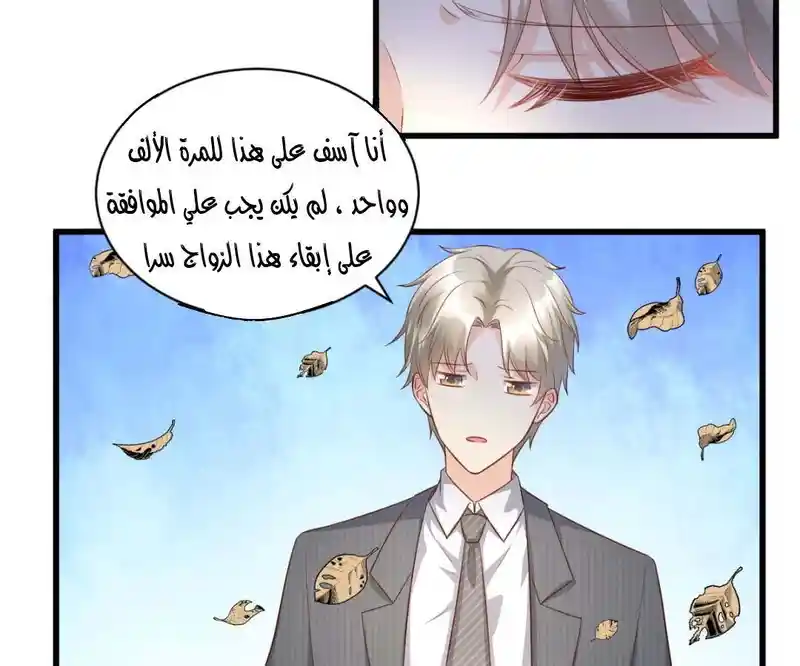 أنا آسف على هذا للمرة الألف
وواحد ، لم يكن يجب علي الموافقة
على إبقاء هذا الزواج سرا